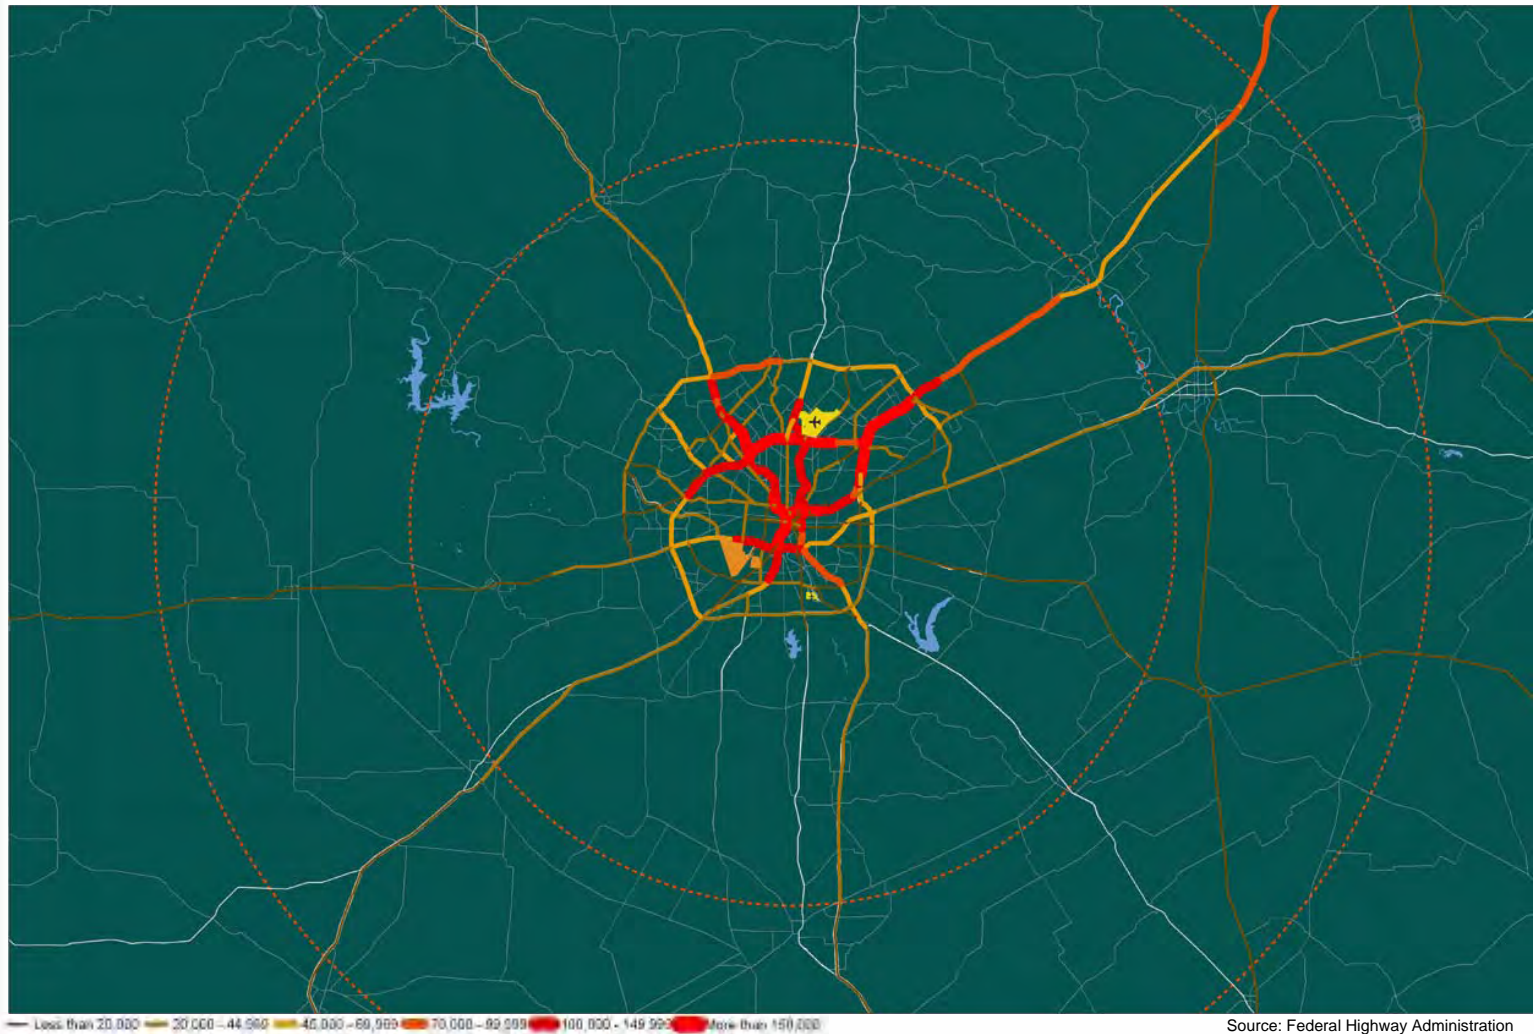 Less than 20,000 20,000 - 44,999 45,000 - 69,999 70,000 - 99,999 100,000 - 149,999 More than 150,000
Source: Federal Highway Administration